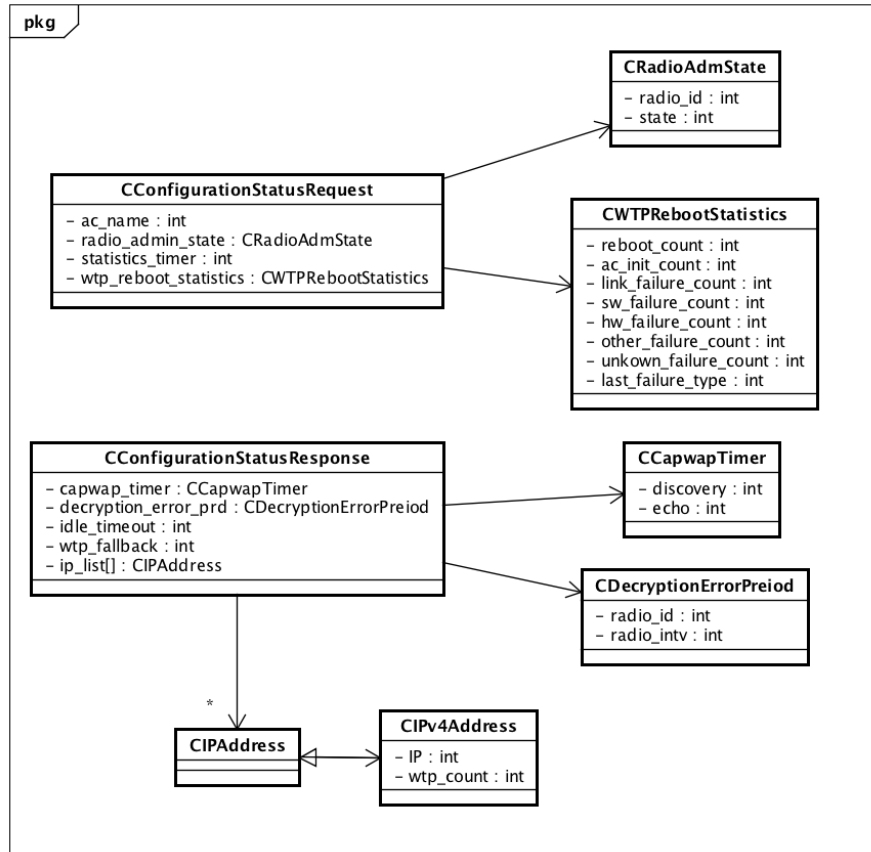 pkg
CRadioAdmState
- radio_id : int
- state : int
CConfigurationStatusRequest
- ac_name : int
- radio_admin_state : CRadioAdmState
- statistics_timer : int
- wtp_reboot_statistics : CWTPRebootStatistics
CWTPRebootStatistics
- reboot_count : int
- ac_init_count : int
- link_failure_count : int
- sw_failure_count : int
- hw_failure_count : int
- other_failure_count : int
- unkown_failure_count : int
- last_failure_type : int
CConfigurationStatusResponse
- capwap_timer : CCapwapTimer
- decryption_error_prd : CDecryptionErrorPreiod
- idle_timeout : int
- wtp_fallback : int
- ip_list[] : CIPAddress
CCapwapTimer
- discovery : int
- echo : int
CDecryptionErrorPreiod
- radio_id : int
- radio_intv : int
*
CIPAddress
CIPv4Address
- IP : int
- wtp_count : int